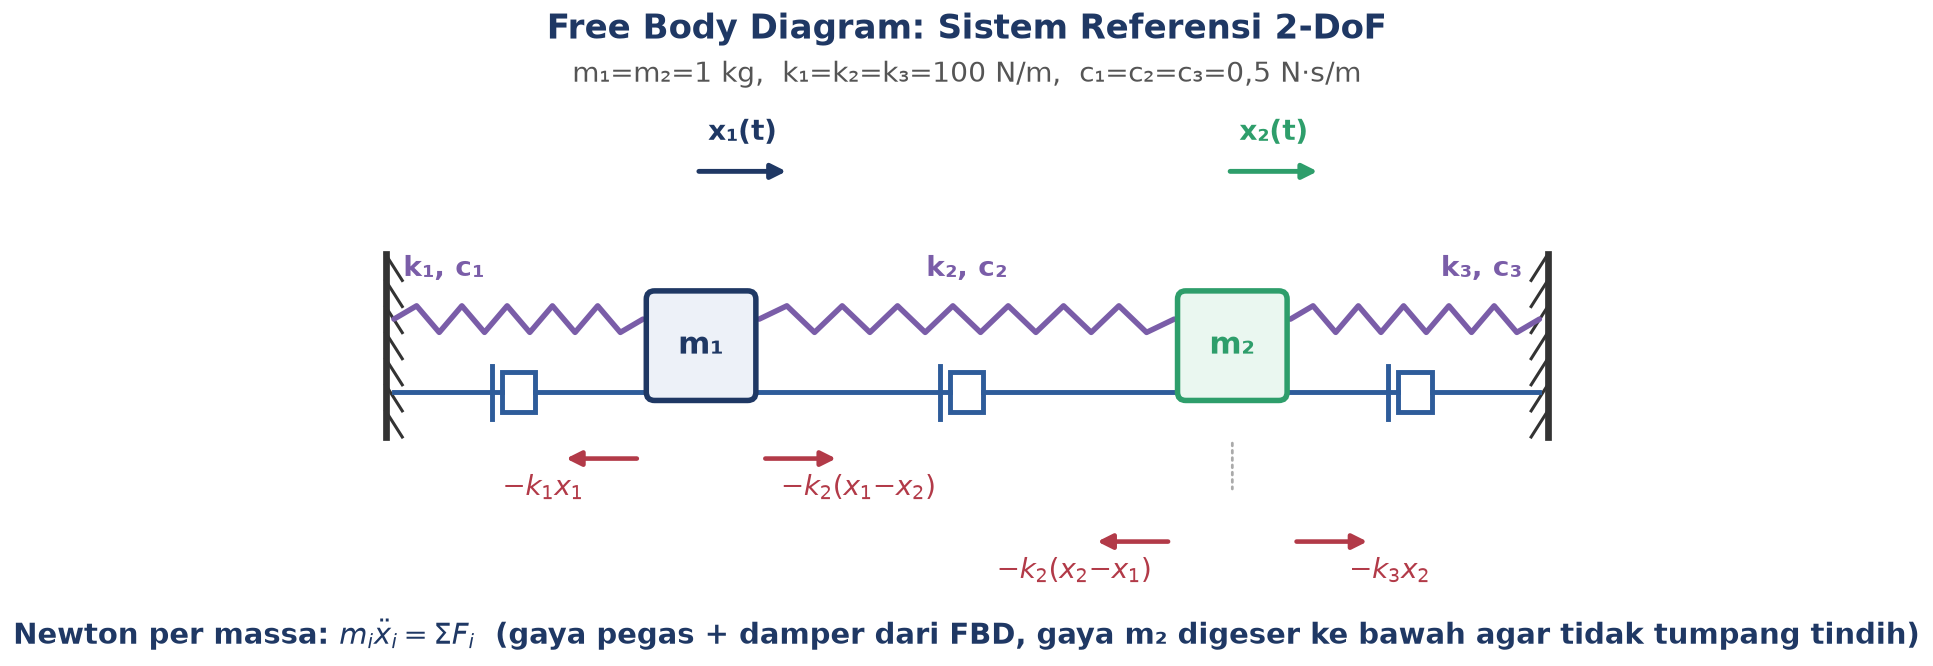 Free Body Diagram: Sistem Referensi 2-DoF
m₁=m₂=1 kg,  k₁=k₂=k₃=100 N/m,  c₁=c₂=c₃=0,5 N·s/m
x₁(t)
x₂(t)
k₁, c₁
k₂, c₂
k₃, c₃
m₁
m₂
−k₁x₁
−k₂(x₁−x₂)
−k₂(x₂−x₁)
−k₃x₂
Newton per massa: mᵢẍᵢ = ΣFᵢ  (gaya pegas + damper dari FBD, gaya m₂ digeser ke bawah agar tidak tumpang tindih)